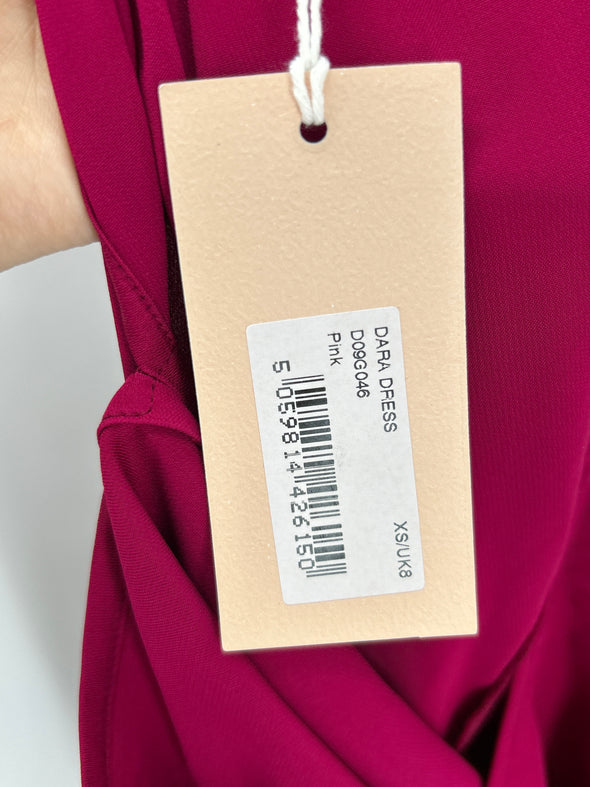 DARA DRESS
D09G046
Pink
XS/UK8
5 059814 426150